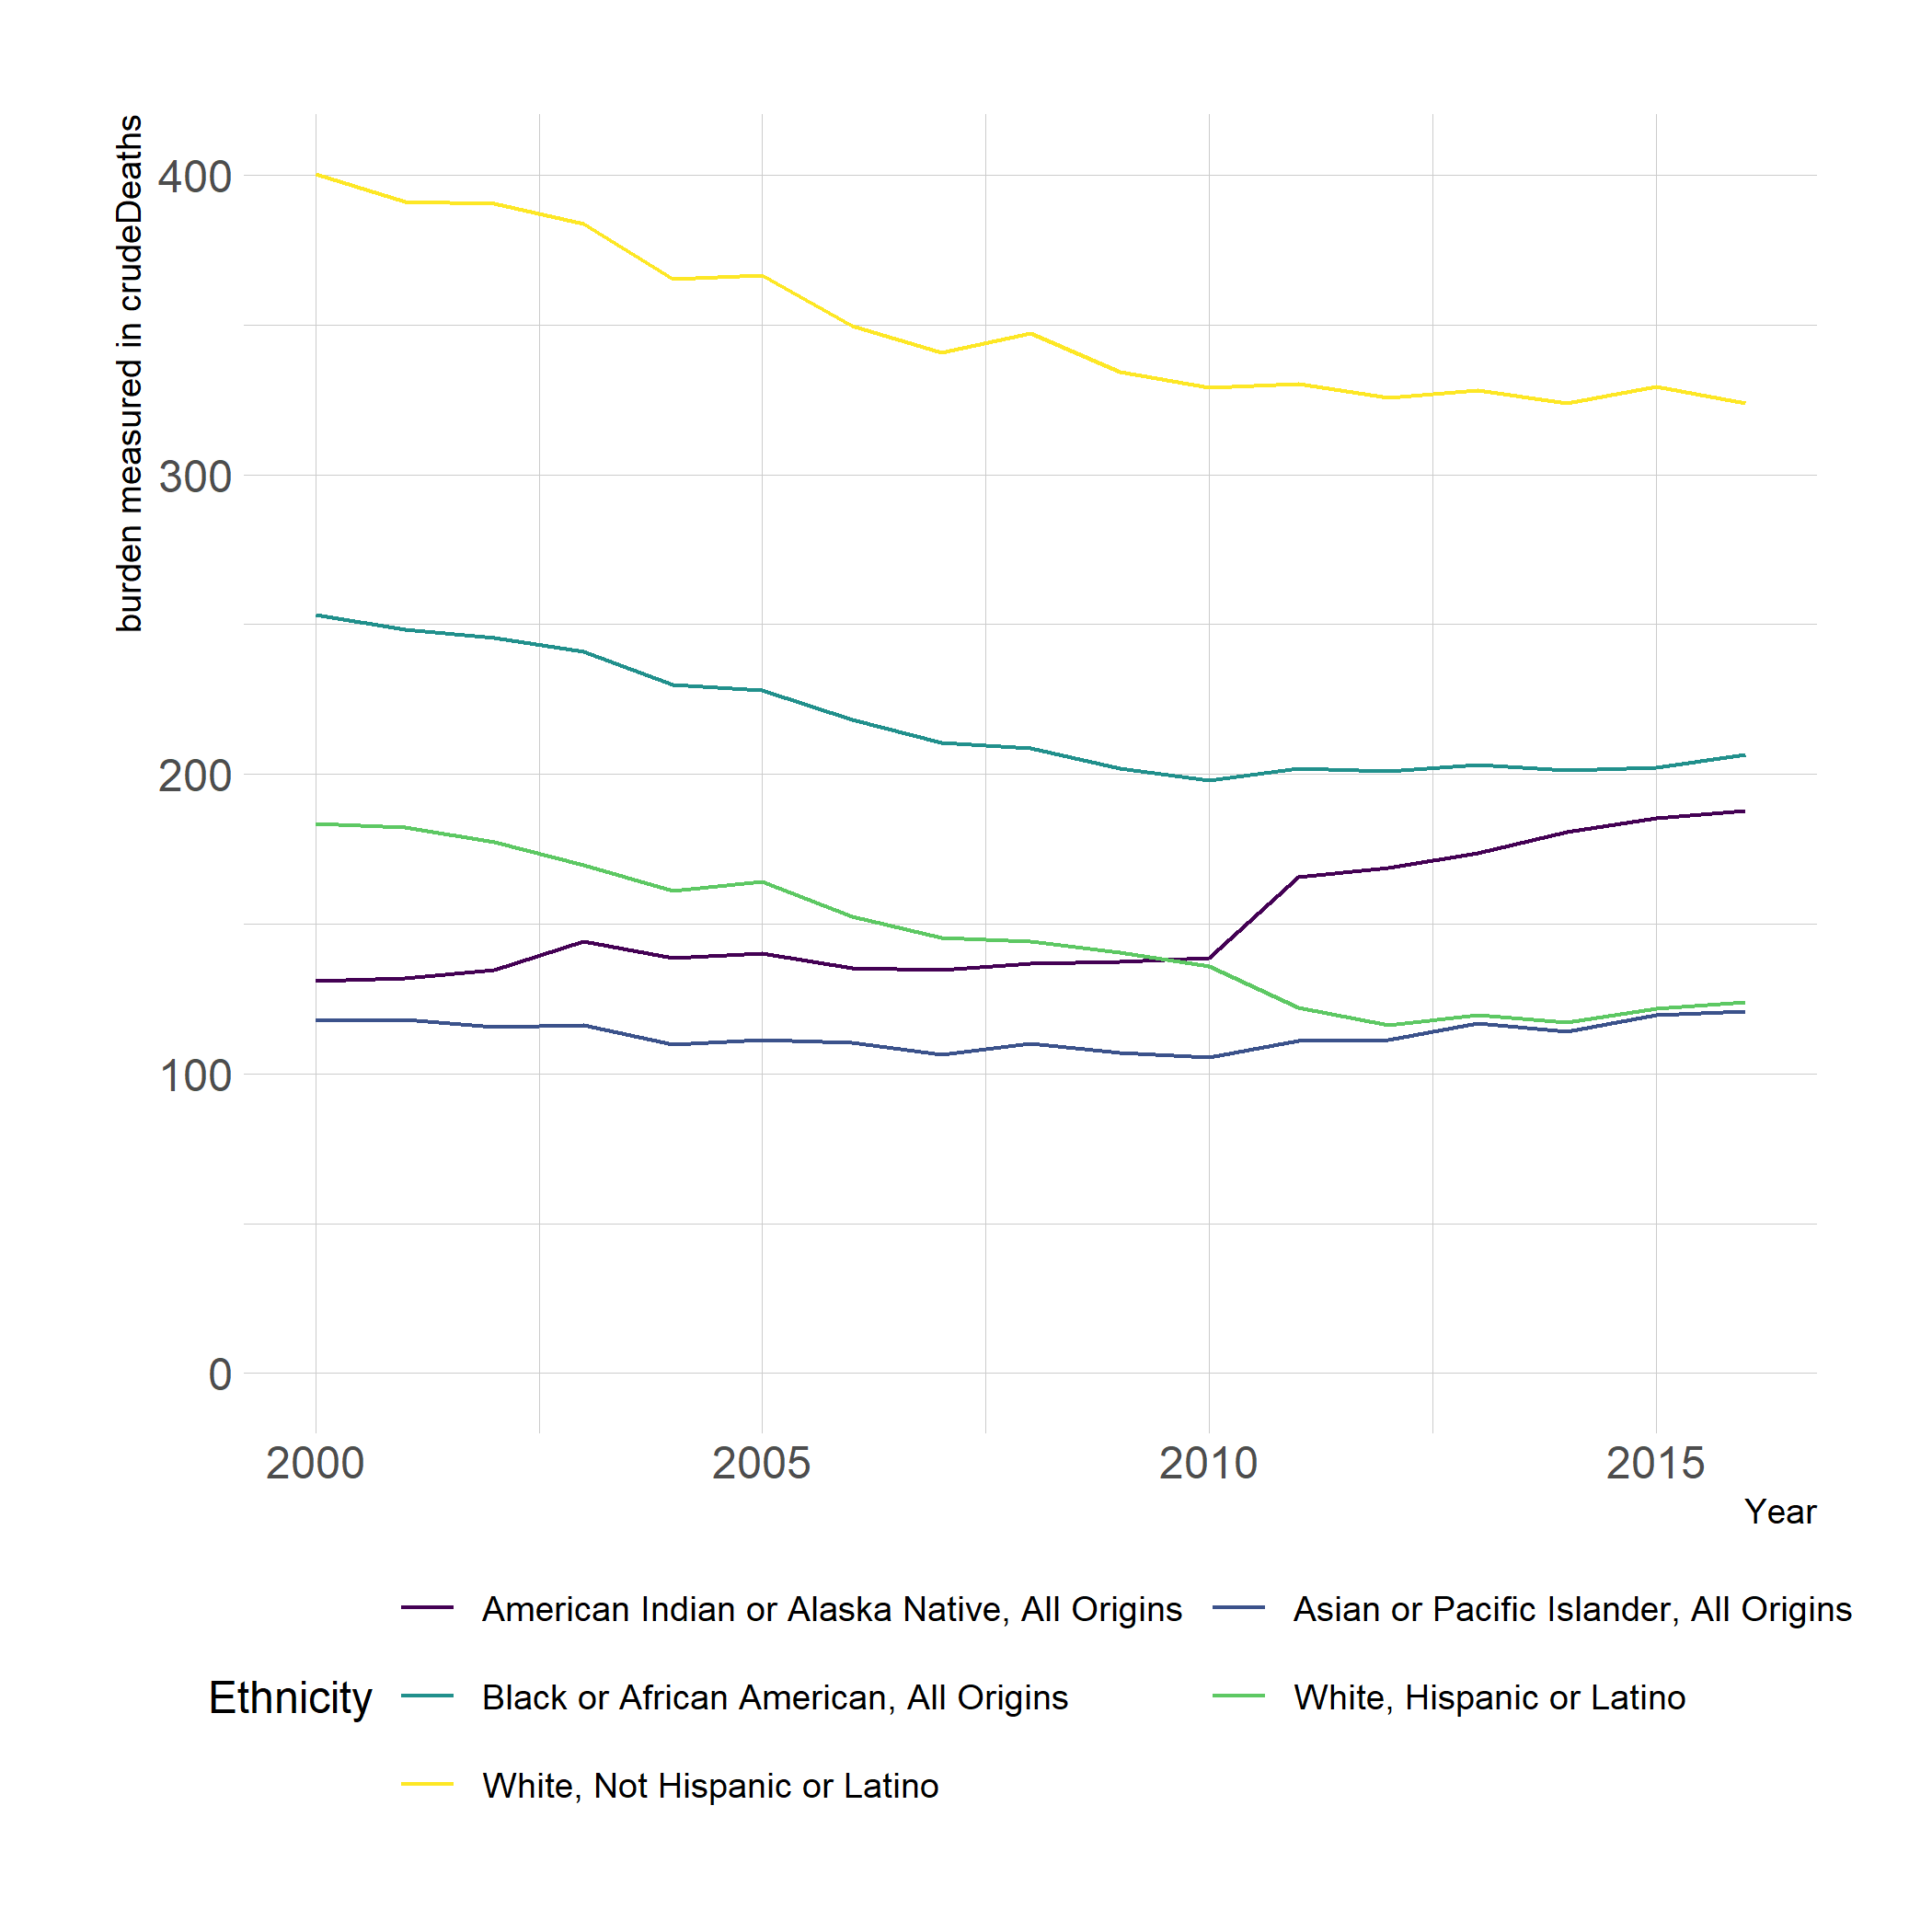 burden measured in crudeDeaths
400
300
200
100
0
2000 2005 2010 2015
Year
Ethnicity
American Indian or Alaska Native, All Origins
Asian or Pacific Islander, All Origins
Black or African American, All Origins
White, Hispanic or Latino
White, Not Hispanic or Latino